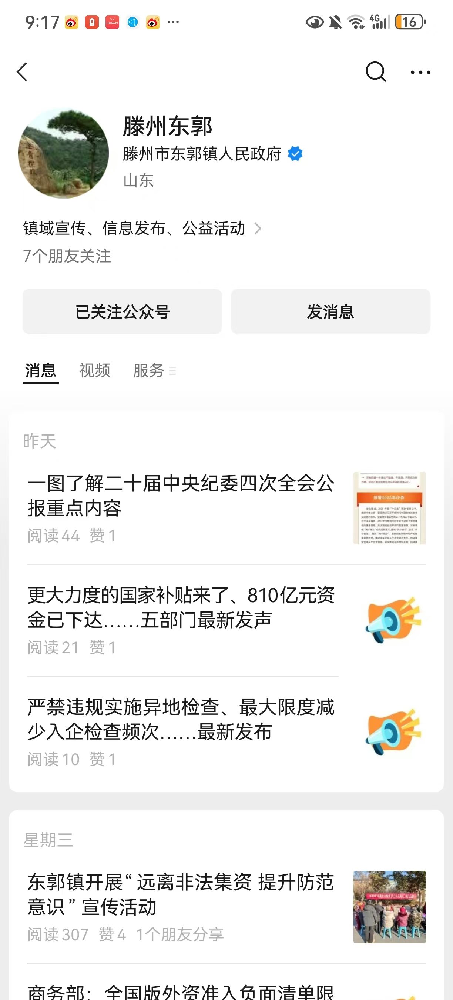 9:17
HUAWEI
4G
16
滕州东郭
滕州市东郭镇人民政府
山东
镇域宣传、信息发布、公益活动
7个朋友关注
已关注公众号 发消息
消息 视频 服务
昨天
一图了解二十届中央纪委四次全会公
报重点内容
阅读 44 赞 1
部署2025年任务
更大力度的国家补贴来了、810亿元资
金已下达……五部门最新发声
阅读 21 赞 1
严禁违规实施异地检查、最大限度减
少入企检查频次……最新发布
阅读 10 赞 1
星期三
东郭镇开展“远离非法集资 提升防范
意识”宣传活动
阅读 307 赞 4 1个朋友分享
商务部：全国版外资准入负面清单限